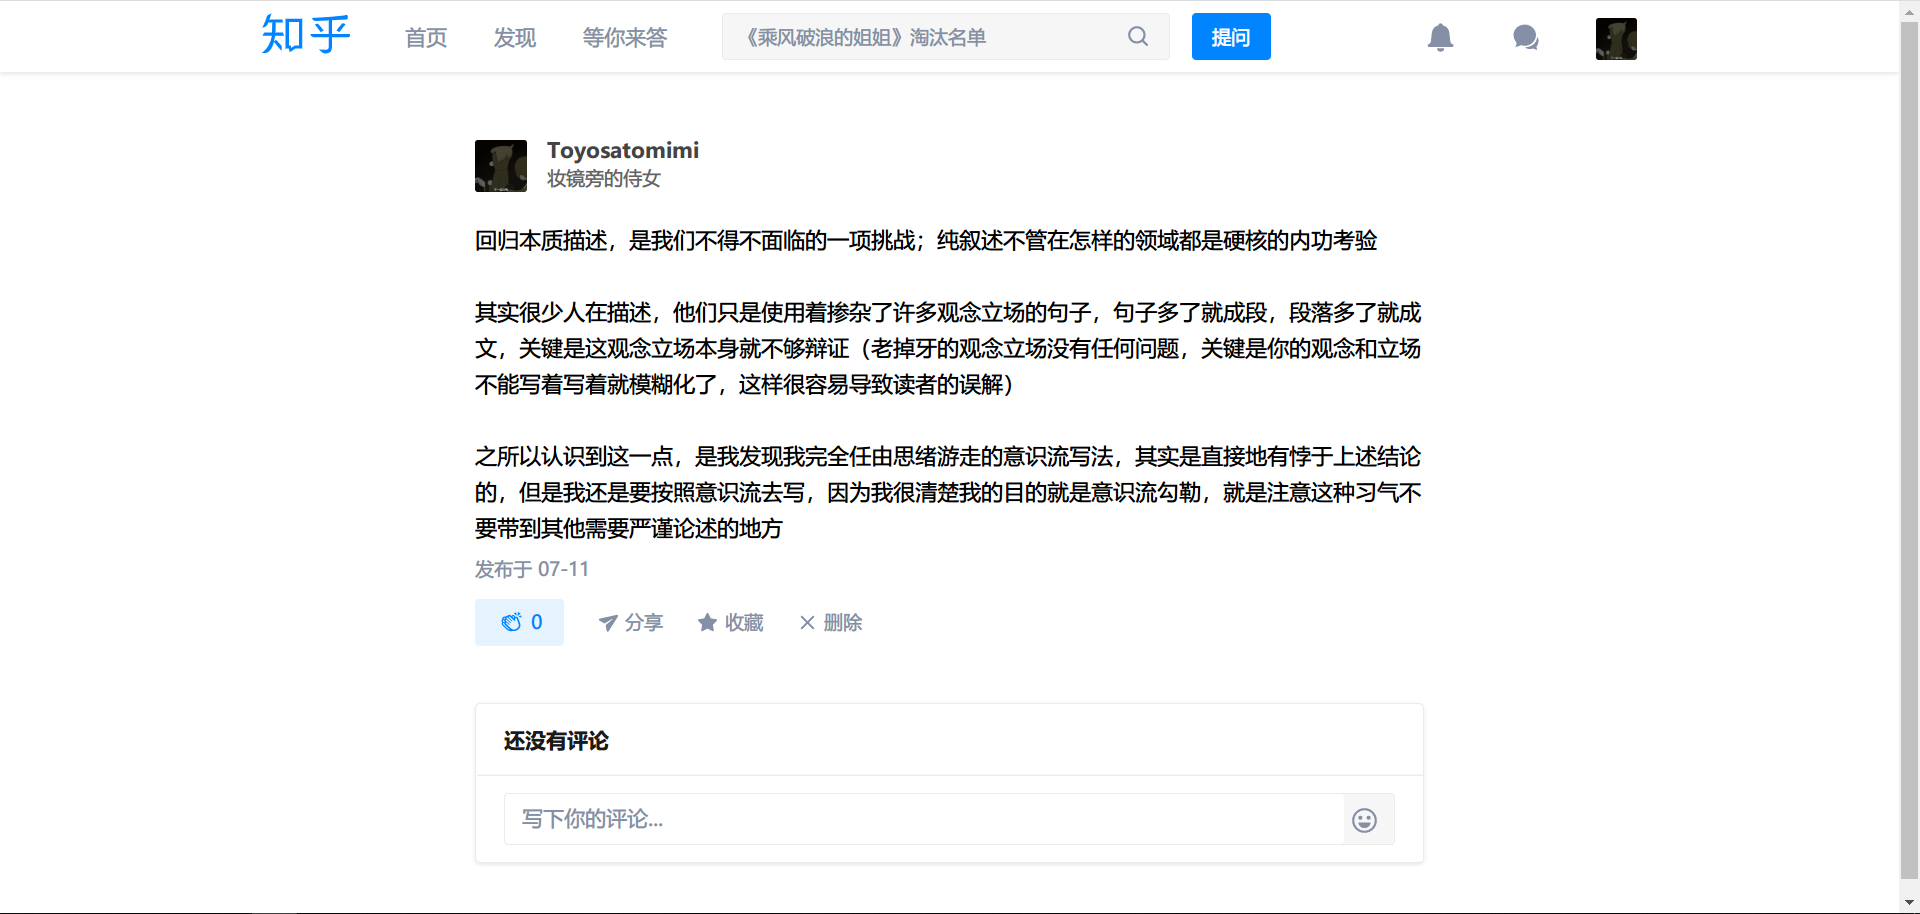 知乎 首页 发现 等你来答 《乘风破浪的姐姐》淘汰名单 提问
Toyosatomimi
妆镜旁的侍女
回归本质描述，是我们不得不面临的一项挑战；纯叙述不管在怎样的领域都是硬核的内功考验
其实很少人在描述，他们只是使用着掺杂了许多观念立场的句子，句子多了就成段，段落多了就成
文，关键是这观念立场本身就不够辩证（老掉牙的观念立场没有任何问题，关键是你的观念和立场
不能写着写着就模糊化了，这样很容易导致读者的误解）
之所以认识到这一点，是我发现我完全任由思绪游走的意识流写法，其实是直接地有悖于上述结论
的，但是我还是要按照意识流去写，因为我很清楚我的目的就是意识流勾勒，就是注意这种习气不
要带到其他需要严谨论述的地方
发布于 07-11
0 分享 收藏 删除
还没有评论
写下你的评论...